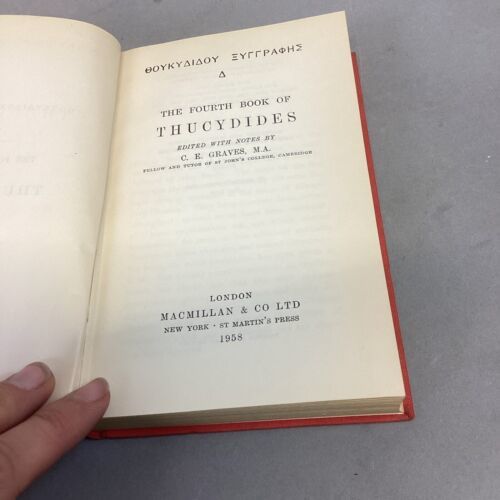 ΘΟΥΚΥΔΙΔΟΥ ΞΥΓΓΡΑΦΗΣ
Δ
THE FOURTH BOOK OF
THUCYDIDES
EDITED WITH NOTES BY
C. E. GRAVES, M.A.
FELLOW AND TUTOR OF ST JOHN'S COLLEGE, CAMBRIDGE
LONDON
MACMILLAN & CO LTD
NEW YORK · ST MARTIN'S PRESS
1958